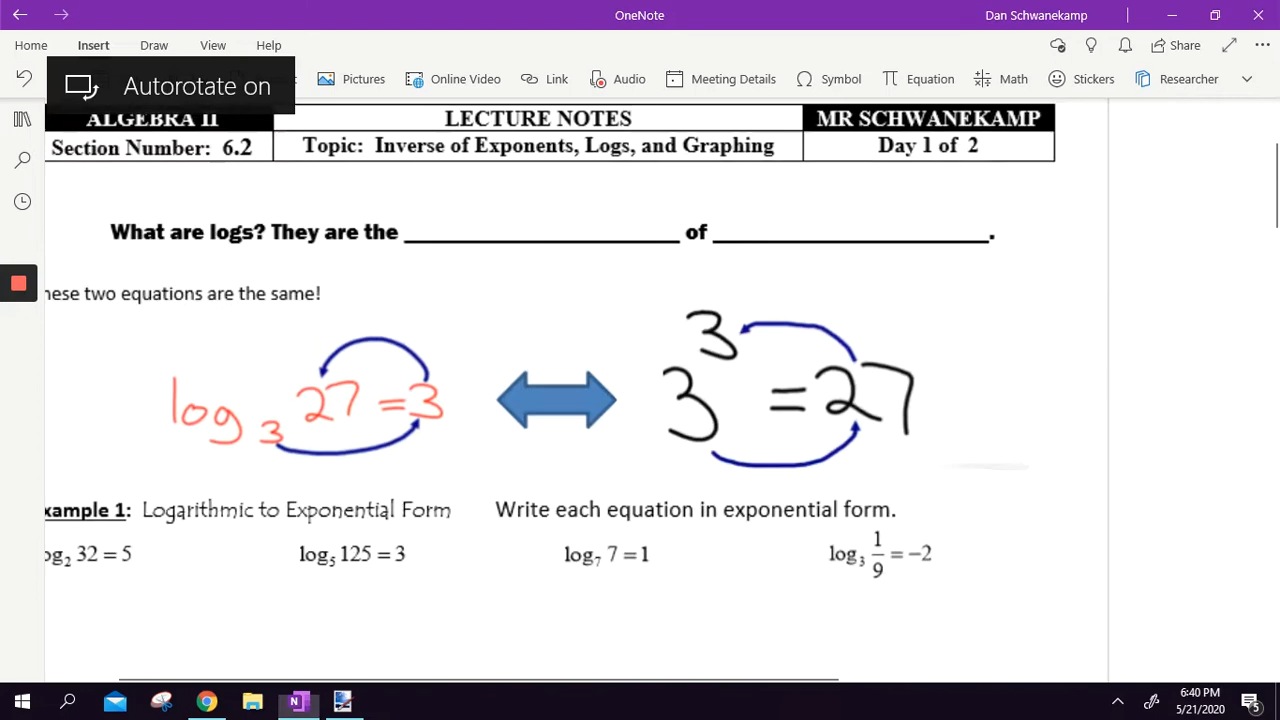 OneNote
Dan Schwanekamp
Home Insert Draw View Help
Share
Autorotate on
Pictures Online Video Link Audio Meeting Details Symbol Equation Math Stickers Researcher
ALGEBRA II LECTURE NOTES MR SCHWANEKAMP
Section Number: 6.2 Topic: Inverse of Exponents, Logs, and Graphing Day 1 of 2
What are logs? They are the ____________________ of ____________________.
hese two equations are the same!
log₃ 27 = 3 3³ = 27
xample 1: Logarithmic to Exponential Form Write each equation in exponential form.
og₂ 32 = 5 log₅ 125 = 3 log₇ 7 = 1 log₃ 1/9 = −2
6:40 PM
5/21/2020
5